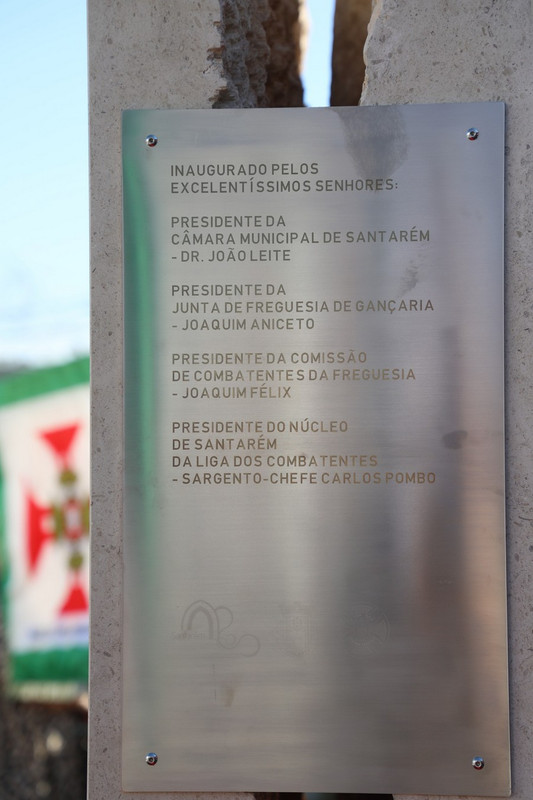 INAUGURADO PELOS
EXCELENTÍSSIMOS SENHORES:
PRESIDENTE DA
CÂMARA MUNICIPAL DE SANTARÉM
- DR. JOÃO LEITE
PRESIDENTE DA
JUNTA DE FREGUESIA DE GANÇARIA
- JOAQUIM ANICETO
PRESIDENTE DA COMISSÃO
DE COMBATENTES DA FREGUESIA
- JOAQUIM FÉLIX
PRESIDENTE DO NÚCLEO
DE SANTARÉM
DA LIGA DOS COMBATENTES
- SARGENTO-CHEFE CARLOS POMBO